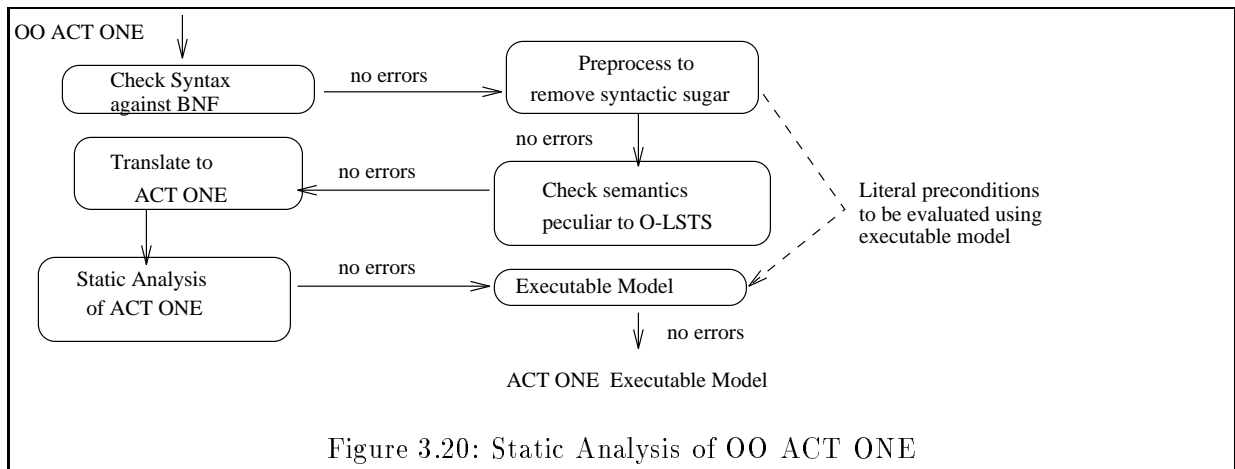 OO ACT ONE
Check Syntax
against BNF
no errors
Preprocess to
remove syntactic sugar
no errors
Translate to
ACT ONE
no errors
Check semantics
peculiar to O-LSTS
Literal preconditions
to be evaluated using
executable model
Static Analysis
of ACT ONE
no errors
Executable Model
no errors
ACT ONE Executable Model
Figure 3.20: Static Analysis of OO ACT ONE